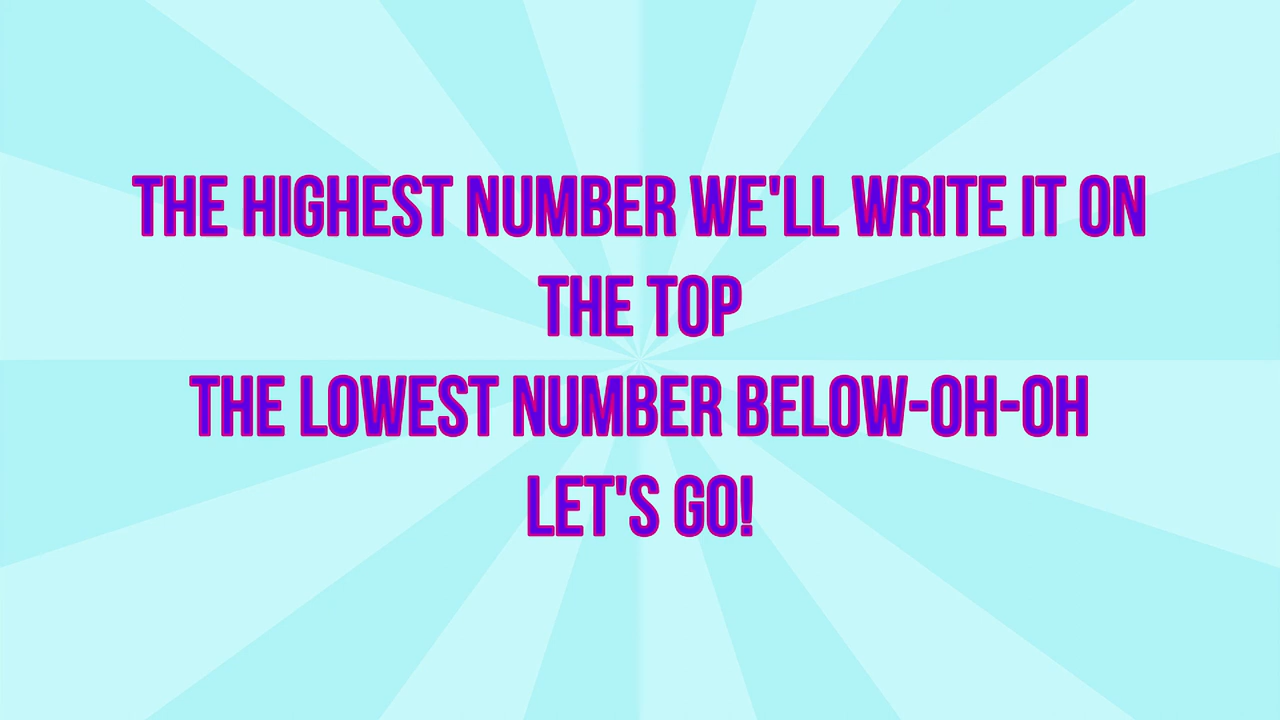 THE HIGHEST NUMBER WE'LL WRITE IT ON
THE TOP
THE LOWEST NUMBER BELOW-OH-OH
LET'S GO!